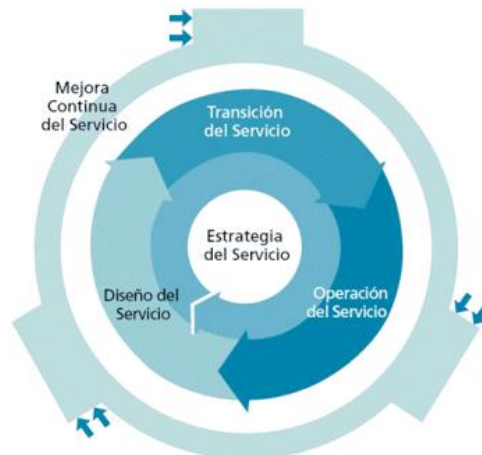 Mejora
Continua
del Servicio
Transición
del Servicio
Estrategia
del Servicio
Diseño del
Servicio
Operación
del Servicio